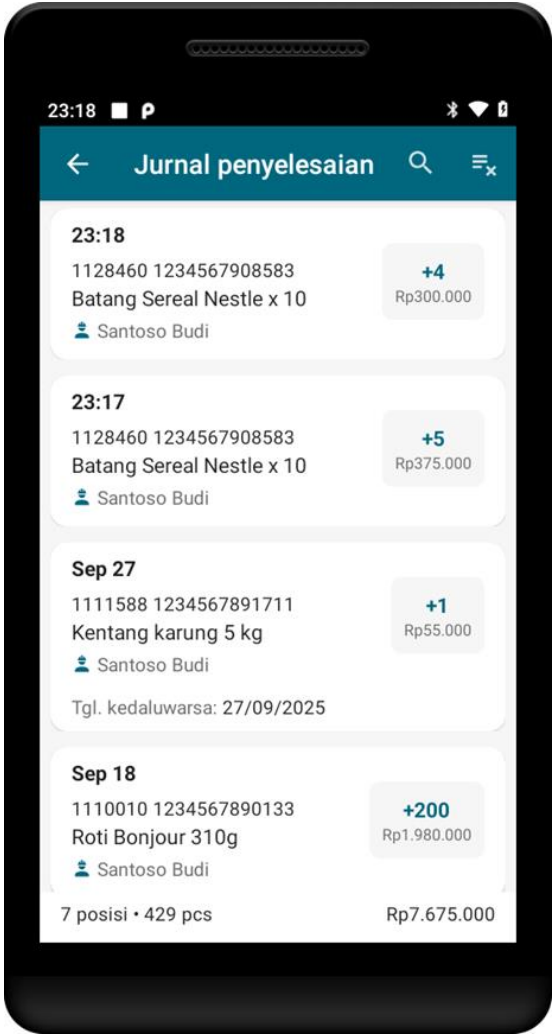 23:18
Jurnal penyelesaian
23:18
1128460 1234567908583
Batang Sereal Nestle x 10
Santoso Budi
+4
Rp300.000
23:17
1128460 1234567908583
Batang Sereal Nestle x 10
Santoso Budi
+5
Rp375.000
Sep 27
1111588 1234567891711
Kentang karung 5 kg
Santoso Budi
Tgl. kedaluwarsa: 27/09/2025
+1
Rp55.000
Sep 18
1110010 1234567890133
Roti Bonjour 310g
Santoso Budi
+200
Rp1.980.000
7 posisi • 429 pcs
Rp7.675.000